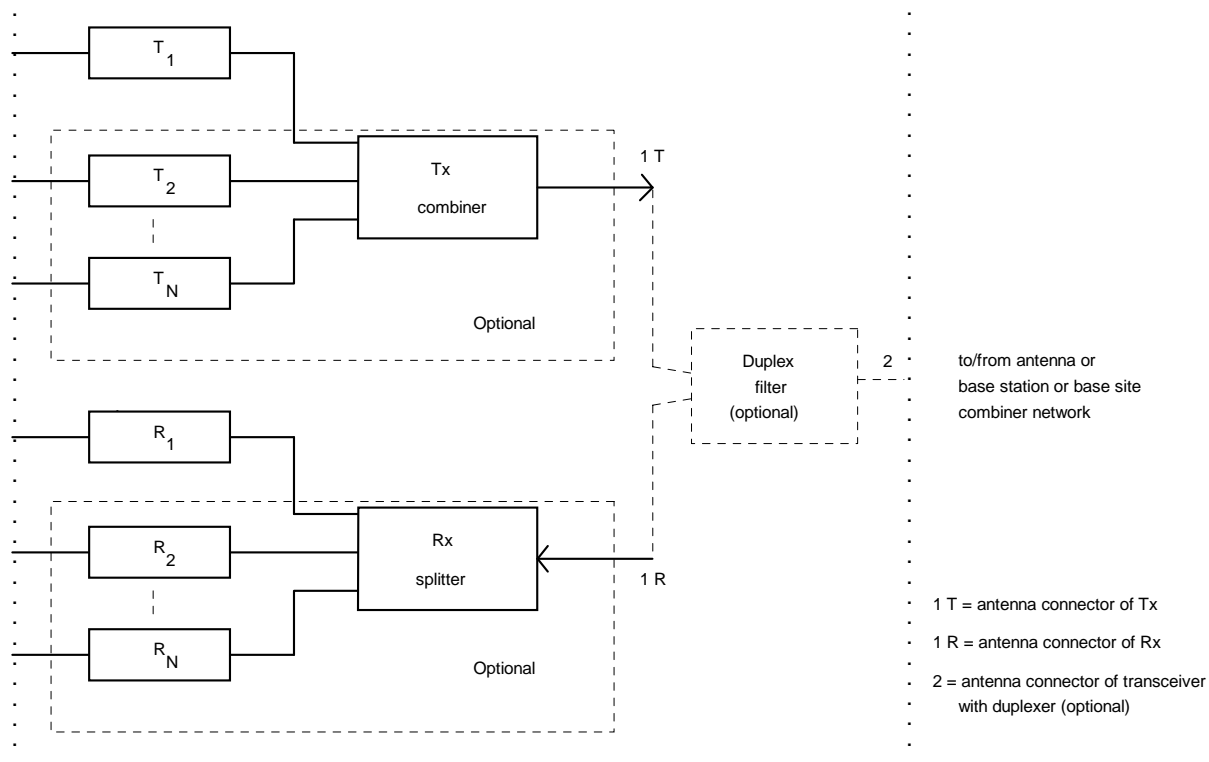 T1
T2
TN
Tx
combiner
1 T
Optional
Duplex
filter
(optional)
2
to/from antenna or
base station or base site
combiner network
R1
R2
RN
Rx
splitter
1 R
Optional
1 T = antenna connector of Tx
1 R = antenna connector of Rx
2 = antenna connector of transceiver
with duplexer (optional)